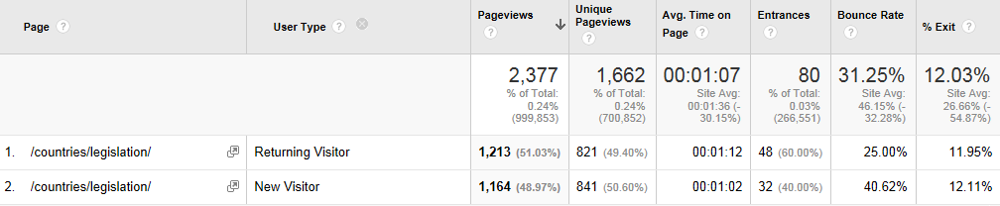 Page ? User Type ? Pageviews ? Unique Pageviews ? Avg. Time on Page ? Entrances ? Bounce Rate ? % Exit ?
2,377 1,662 00:01:07 80 31.25% 12.03%
% of Total: % of Total: Site Avg: % of Total: Site Avg: Site Avg:
0.24% 0.24% 00:01:36 (- 0.03% 46.15% (- 26.66% (-
(999,853) (700,852) 30.15%) (266,551) 32.28%) 54.87%)
1. /countries/legislation/ Returning Visitor 1,213 (51.03%) 821 (49.40%) 00:01:12 48 (60.00%) 25.00% 11.95%
2. /countries/legislation/ New Visitor 1,164 (48.97%) 841 (50.60%) 00:01:02 32 (40.00%) 40.62% 12.11%